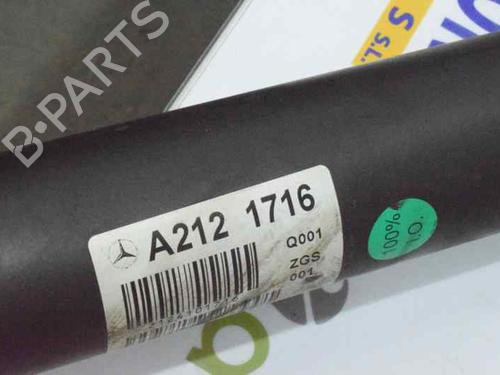 B·PARTS
S S.L.
A212 1716
Q001
ZGS
001
100%
I.O.